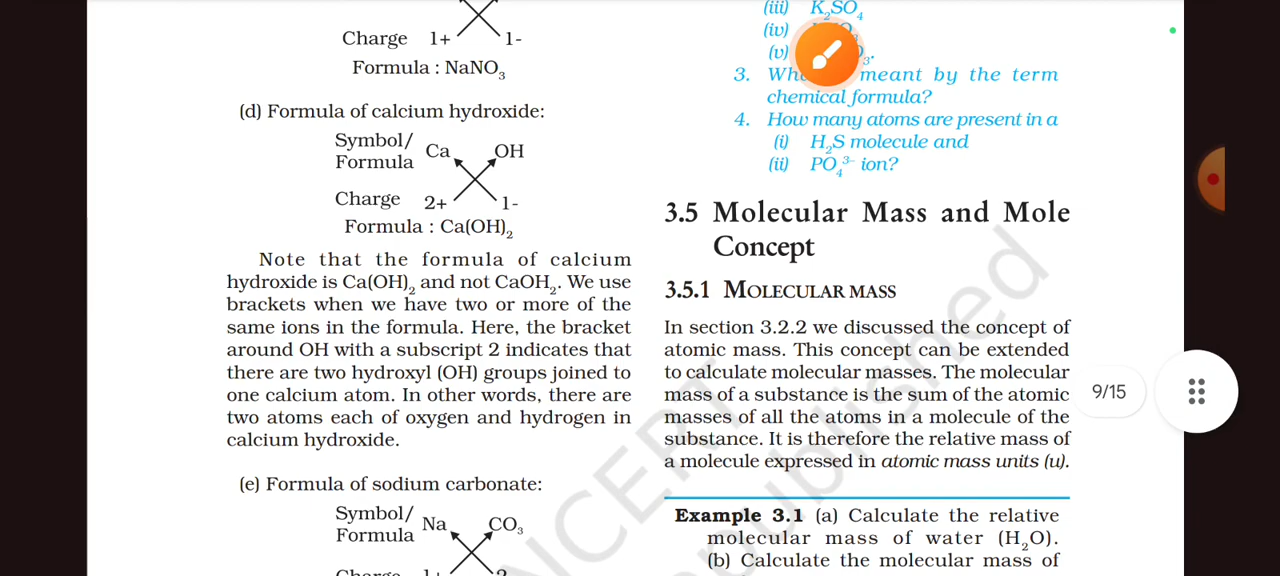 Charge 1+ 1-
Formula : NaNO₃
(d) Formula of calcium hydroxide:
Symbol/
Formula Ca OH
Charge 2+ 1-
Formula : Ca(OH)₂
Note that the formula of calcium
hydroxide is Ca(OH)₂ and not CaOH₂. We use
brackets when we have two or more of the
same ions in the formula. Here, the bracket
around OH with a subscript 2 indicates that
there are two hydroxyl (OH) groups joined to
one calcium atom. In other words, there are
two atoms each of oxygen and hydrogen in
calcium hydroxide.
(e) Formula of sodium carbonate:
Symbol/
Formula Na CO₃
(iii) K₂SO₄
(iv)
(v)
3. meant by the term
chemical formula?
4. How many atoms are present in a
(i) H₂S molecule and
(ii) PO₄³⁻ ion?
3.5 Molecular Mass and Mole
Concept
3.5.1 MOLECULAR MASS
In section 3.2.2 we discussed the concept of
atomic mass. This concept can be extended
to calculate molecular masses. The molecular
mass of a substance is the sum of the atomic
masses of all the atoms in a molecule of the
substance. It is therefore the relative mass of
a molecule expressed in atomic mass units (u).
Example 3.1 (a) Calculate the relative
molecular mass of water (H₂O).
(b) Calculate the molecular mass of
9/15
NCERT
published